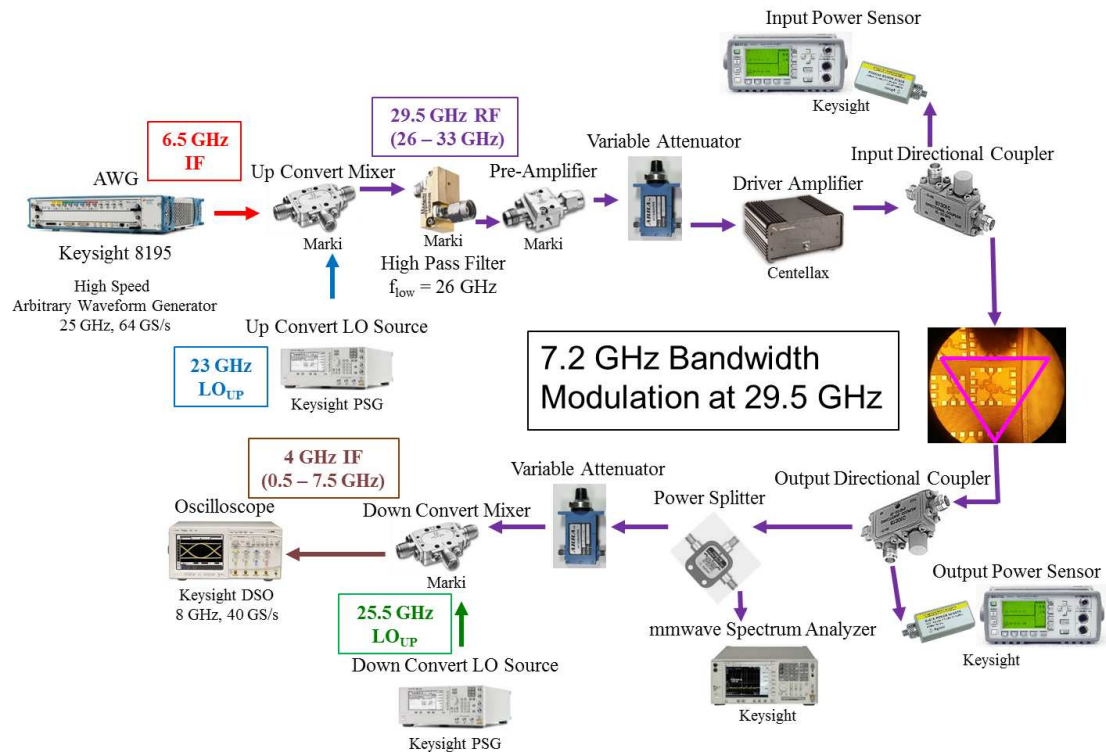 Input Power Sensor
Keysight
6.5 GHz
IF
29.5 GHz RF
(26 – 33 GHz)
AWG
Up Convert Mixer
Pre-Amplifier
Variable Attenuator
Driver Amplifier
Input Directional Coupler
Keysight 8195
Marki
Marki
Marki
High Pass Filter
f_low = 26 GHz
Centellax
High Speed
Arbitrary Waveform Generator
25 GHz, 64 GS/s
Up Convert LO Source
23 GHz
LO_UP
Keysight PSG
7.2 GHz Bandwidth
Modulation at 29.5 GHz
4 GHz IF
(0.5 – 7.5 GHz)
Oscilloscope
Down Convert Mixer
Variable Attenuator
Power Splitter
Output Directional Coupler
Keysight DSO
8 GHz, 40 GS/s
Marki
25.5 GHz
LO_UP
Down Convert LO Source
Keysight PSG
mmwave Spectrum Analyzer
Keysight
Output Power Sensor
Keysight